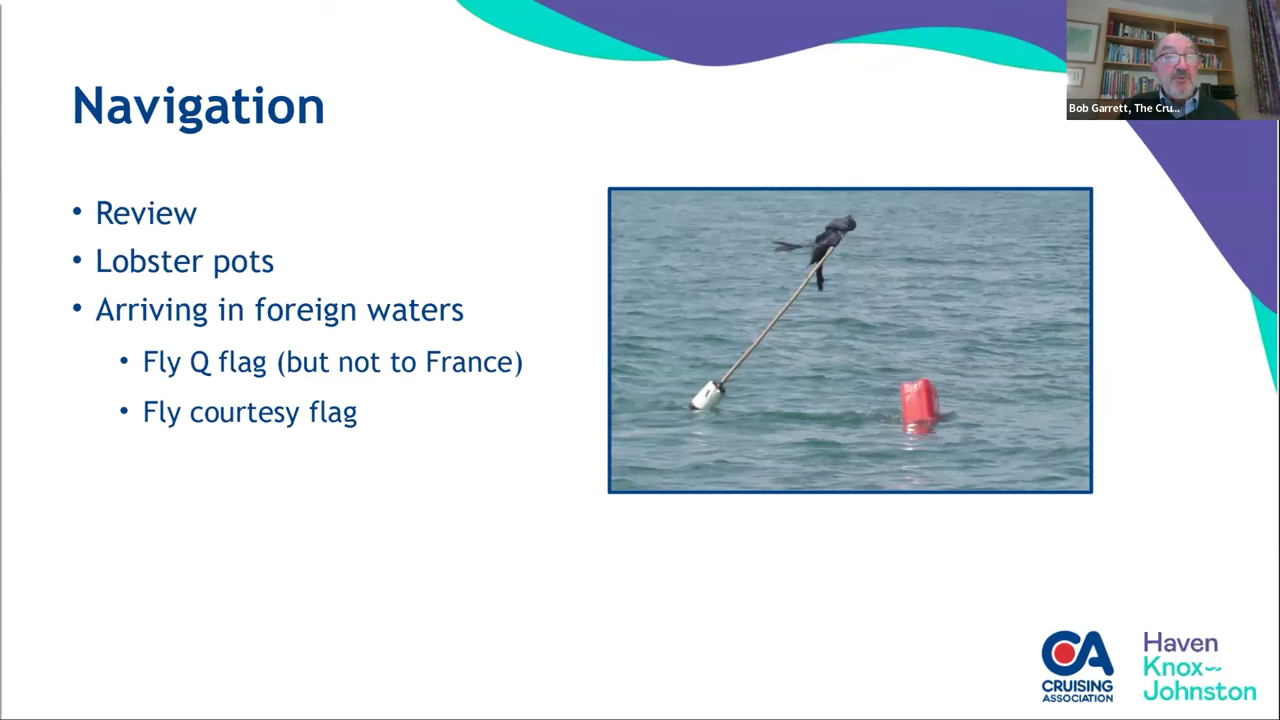 Navigation
Bob Garrett, The Cru...
• Review
• Lobster pots
• Arriving in foreign waters
• Fly Q flag (but not to France)
• Fly courtesy flag
CA
CRUISING
ASSOCIATION
Haven
Knox~
Johnston